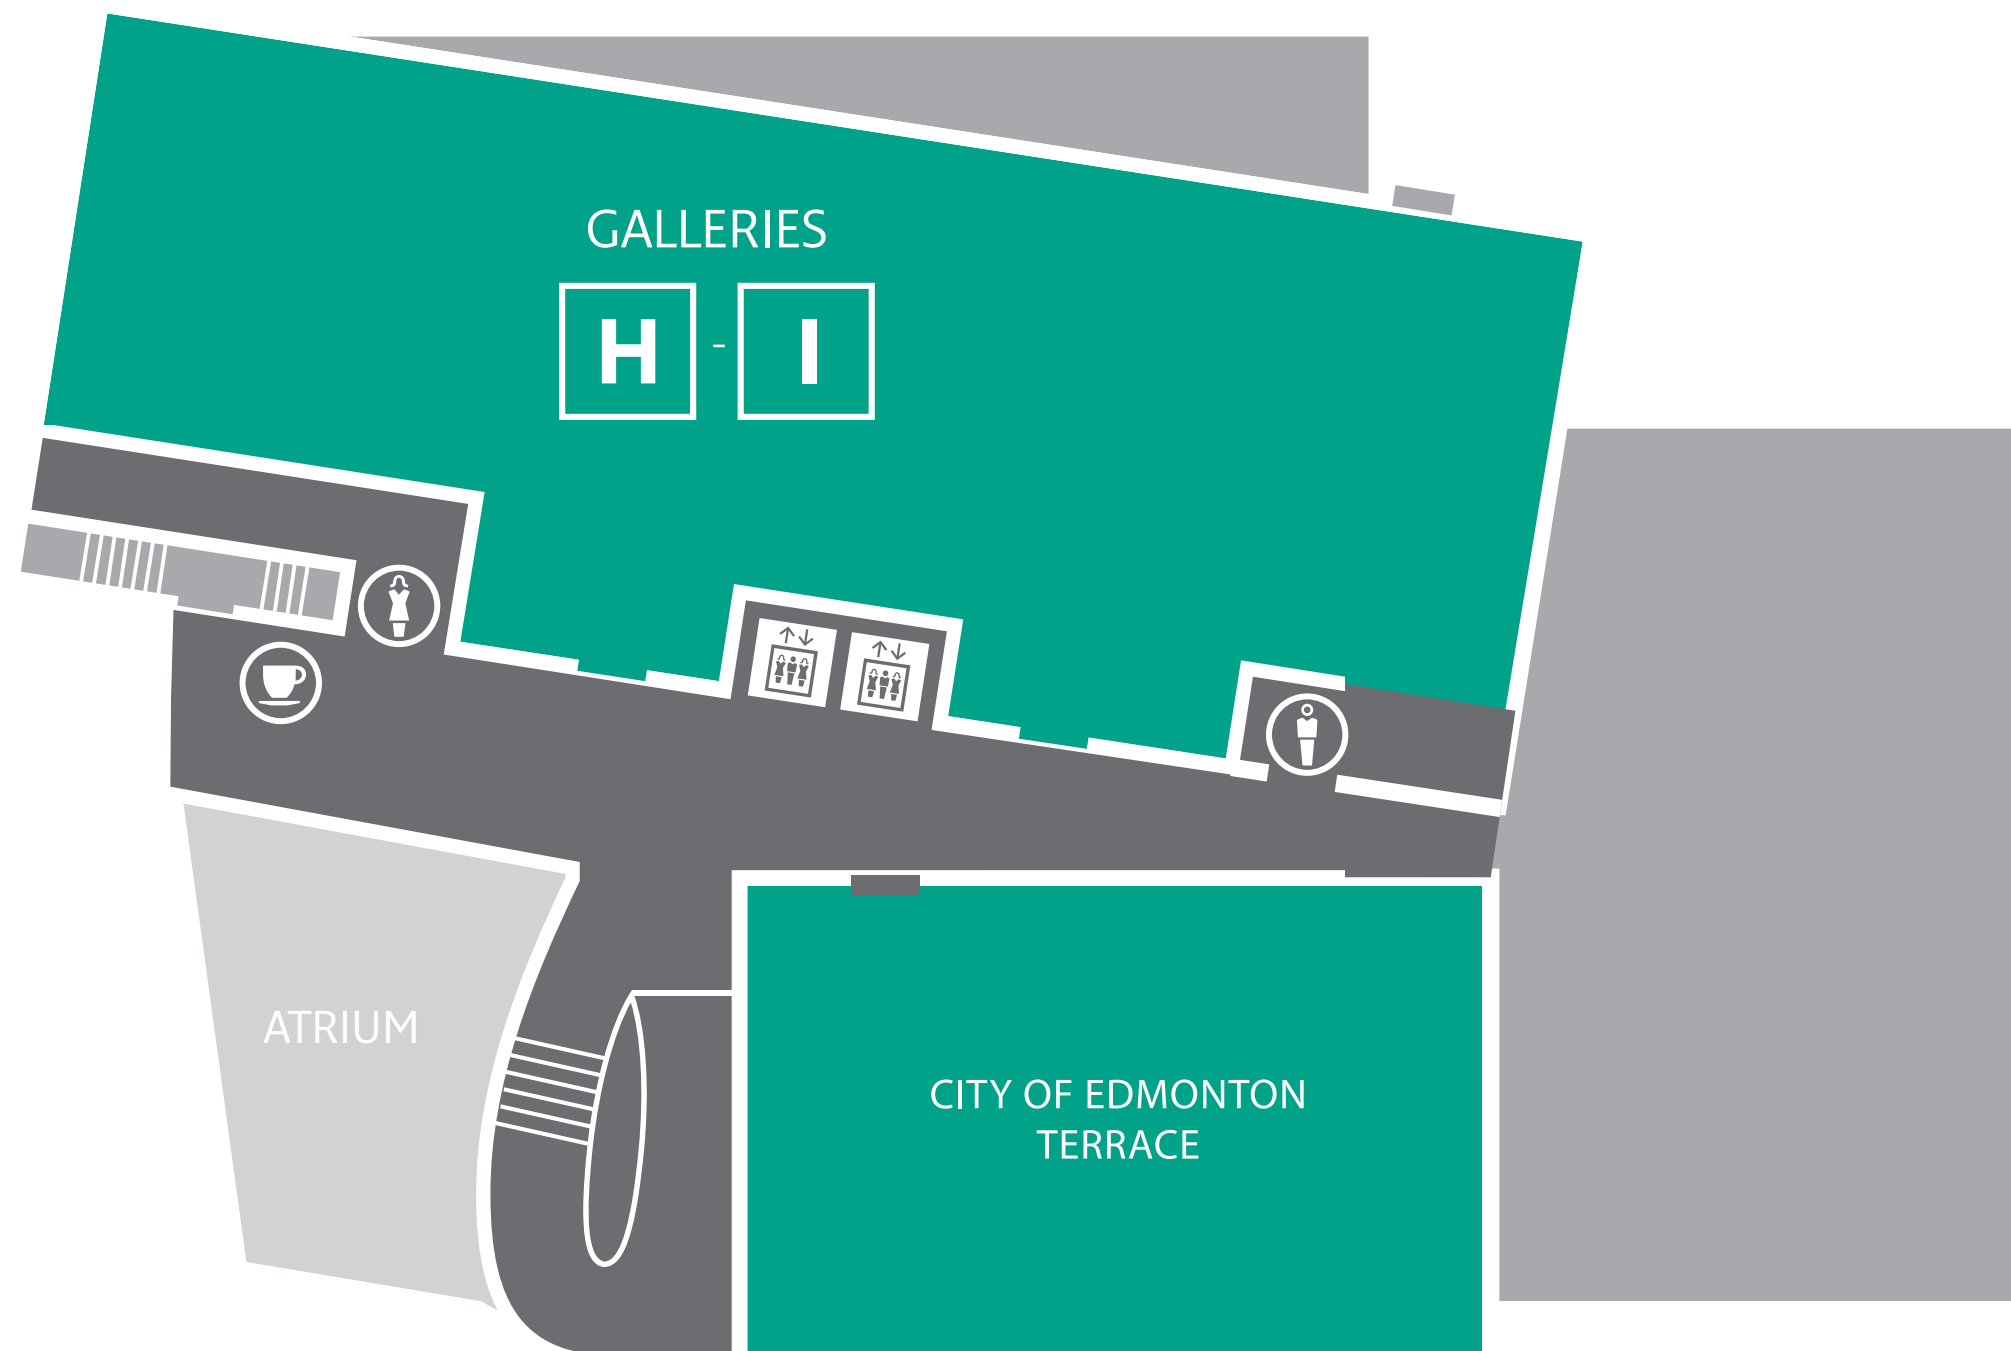 GALLERIES
H - I
ATRIUM
CITY OF EDMONTON
TERRACE